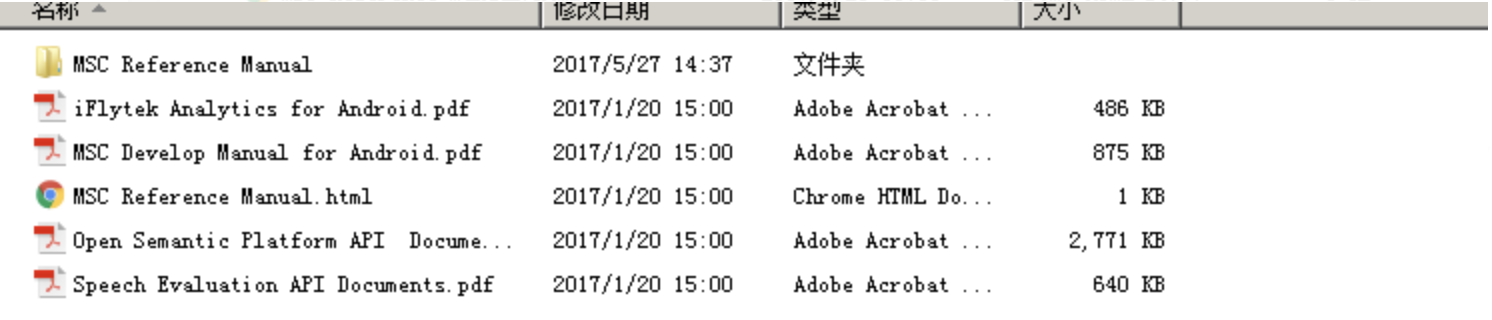 名称 修改日期 类型 大小
MSC Reference Manual 2017/5/27 14:37 文件夹
iFlytek Analytics for Android.pdf 2017/1/20 15:00 Adobe Acrobat ... 486 KB
MSC Develop Manual for Android.pdf 2017/1/20 15:00 Adobe Acrobat ... 875 KB
MSC Reference Manual.html 2017/1/20 15:00 Chrome HTML Do... 1 KB
Open Semantic Platform API  Docume... 2017/1/20 15:00 Adobe Acrobat ... 2,771 KB
Speech Evaluation API Documents.pdf 2017/1/20 15:00 Adobe Acrobat ... 640 KB